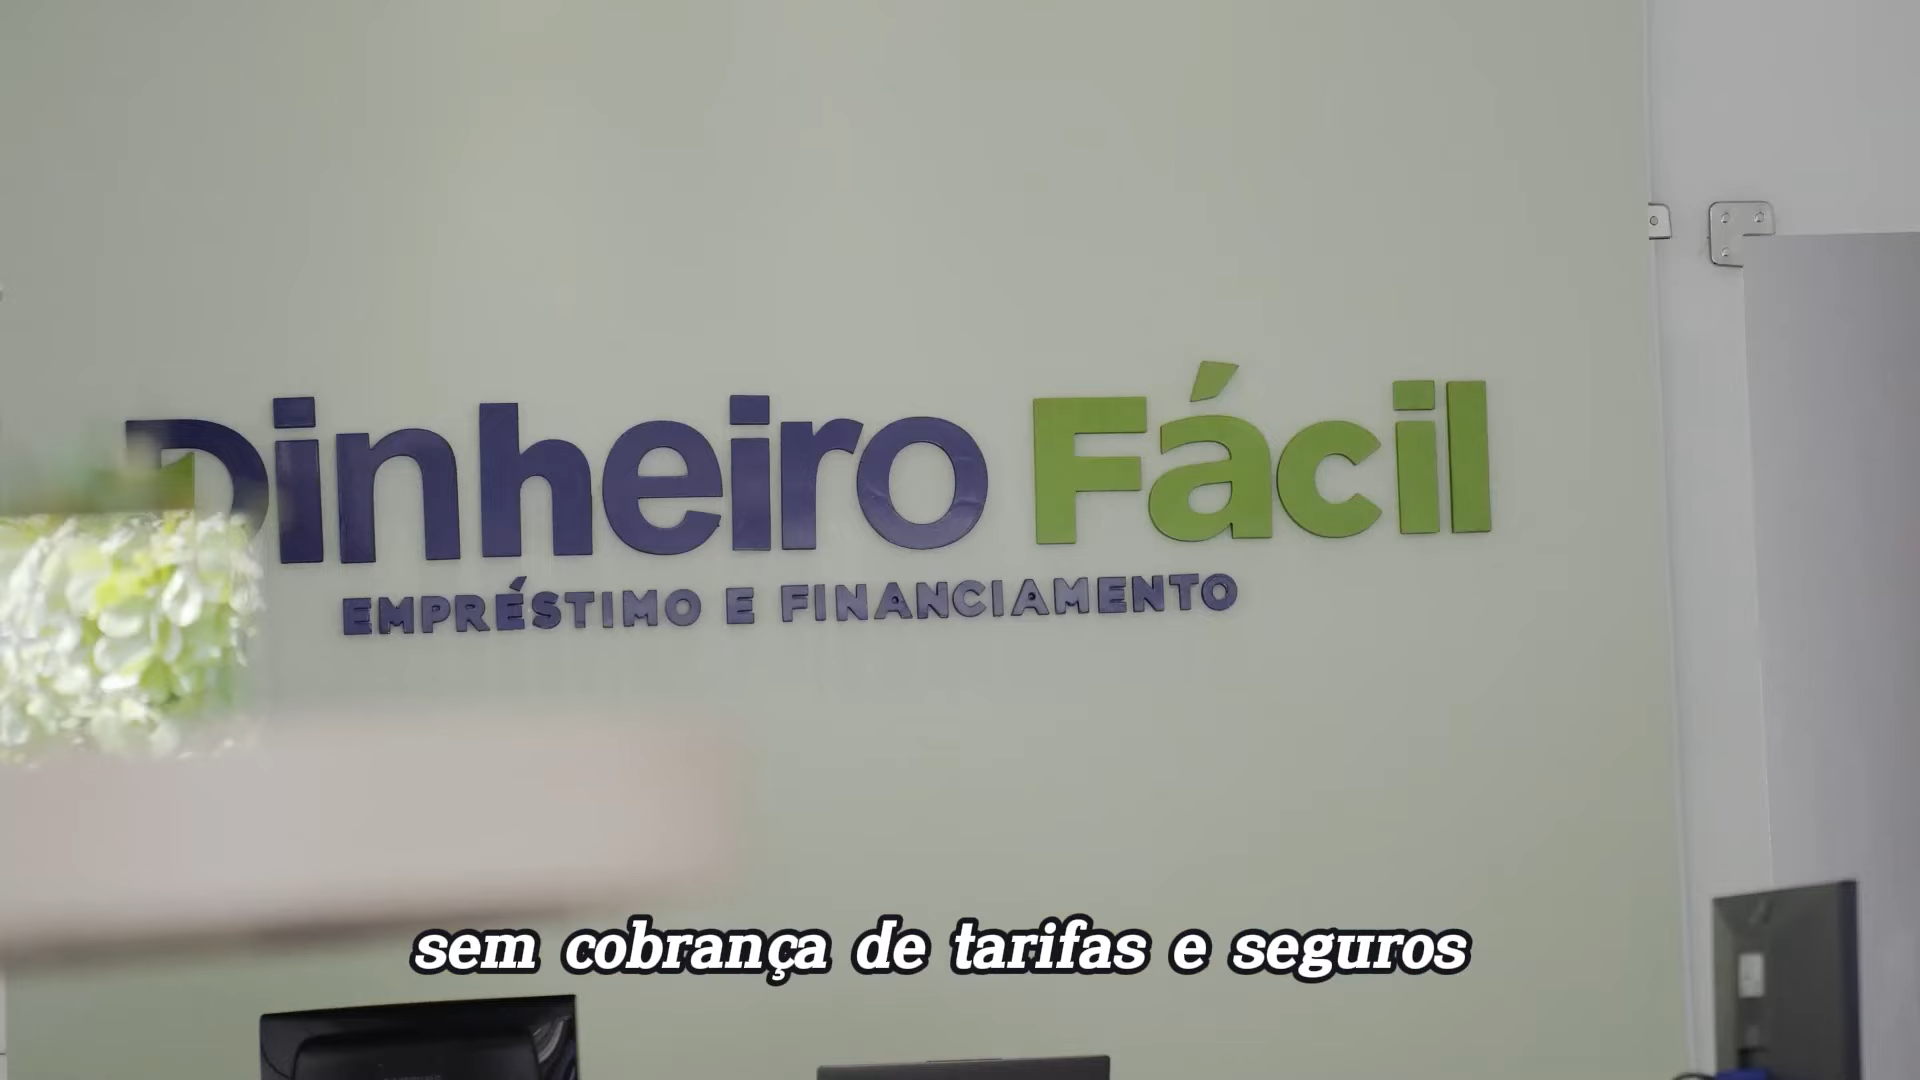 Dinheiro Fácil
EMPRÉSTIMO E FINANCIAMENTO
sem cobrança de tarifas e seguros